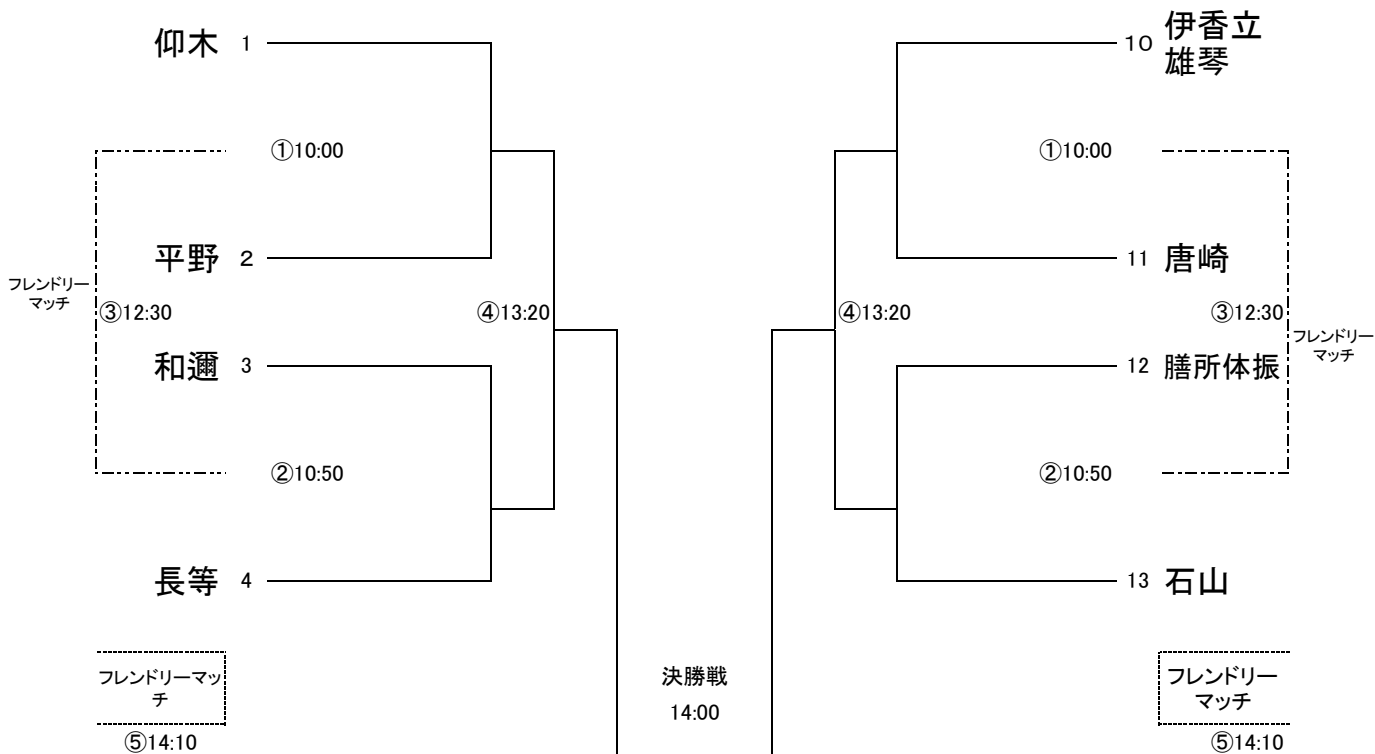 仰木 1
①10:00
平野 2
フレンドリー
マッチ
③12:30
④13:20
和邇 3
②10:50
長等 4
フレンドリーマッ
チ
⑤14:10
決勝戦
14:00
10 伊香立
雄琴
①10:00
11 唐崎
④13:20
③12:30
フレンドリー
マッチ
12 膳所体振
②10:50
13 石山
フレンドリー
マッチ
⑤14:10